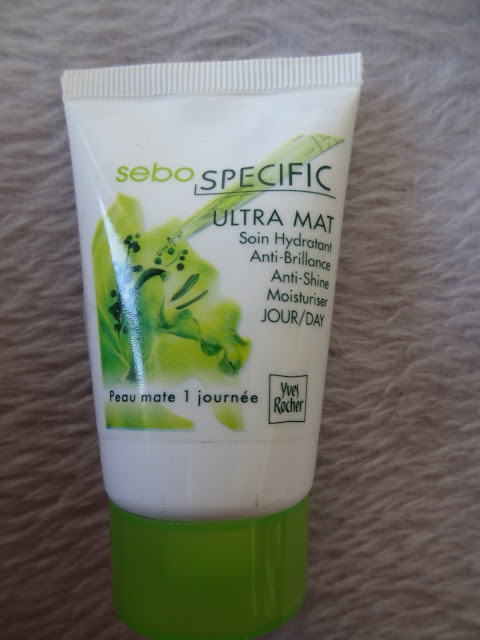 sebo SPECIFIC
ULTRA MAT
Soin Hydratant
Anti-Brillance
Anti-Shine
Moisturiser
JOUR/DAY
Peau mate 1 journée
Yves
Rocher